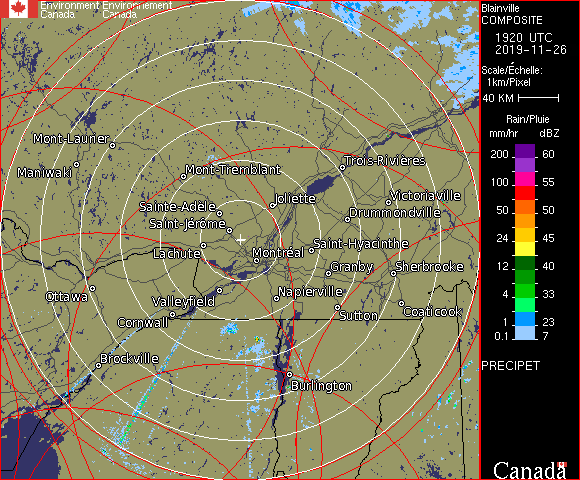 Environment Environnement
Canada Canada
Blainville
COMPOSITE
1920 UTC
2019-11-26
Scale/Échelle:
1km/Pixel
40 KM
Rain/Pluie
mm/hr dBZ
200 60
100 55
50 50
24 45
12 40
4 33
1 23
0.1 7
PRECIPET
Canada
Mont-Laurier
Maniwaki
Mont-Tremblant
Trois-Rivières
Joliette
Victoriaville
Sainte-Adèle
Drummondville
Saint-Jérôme
Lachute
Montréal
Saint-Hyacinthe
Granby
Sherbrooke
Ottawa
Valleyfield
Napierville
Cornwall
Sutton
Coaticook
Brockville
Burlington